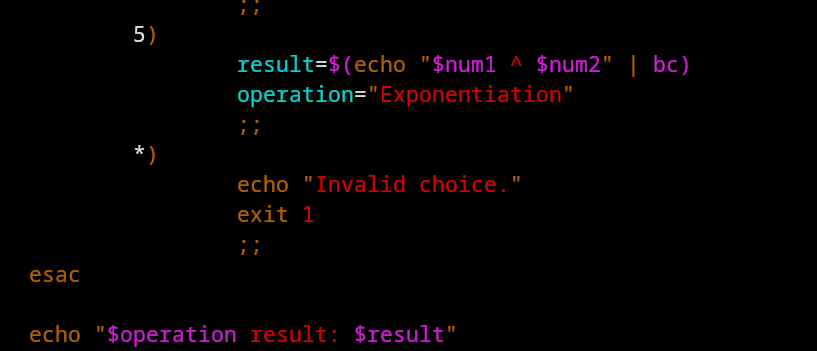 ;;
5)
result=$(echo "$num1 ^ $num2" | bc)
operation="Exponentiation"
;;
*)
echo "Invalid choice."
exit 1
;;
esac
echo "$operation result: $result"